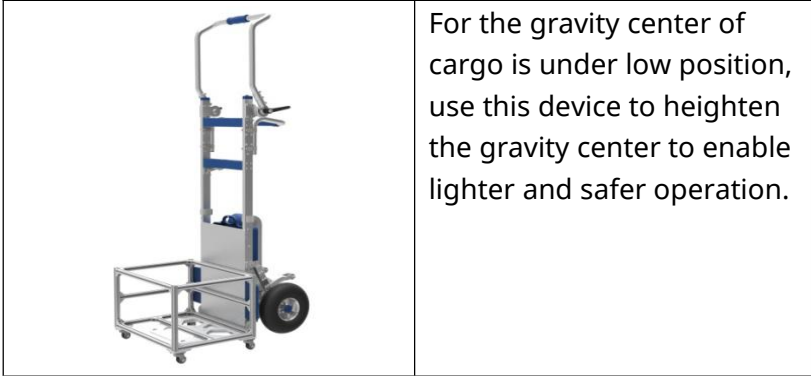 For the gravity center of
cargo is under low position,
use this device to heighten
the gravity center to enable
lighter and safer operation.